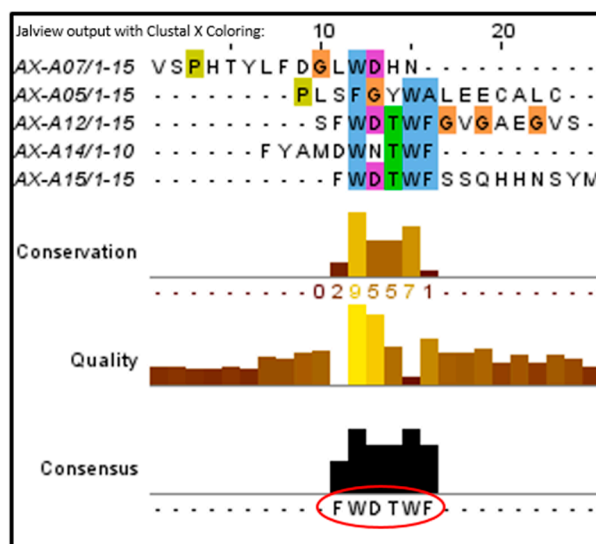 Jalview output with Clustal X Coloring:
10 20
AX-A07/1-15 VSPHTYLFDGLWDHN----------
AX-A05/1-15 --------PLSFGYWALEECALC--
AX-A12/1-15 ---------SFWDTWFGVGAEGVS-
AX-A14/1-10 ------FYAMDWNTWF---------
AX-A15/1-15 ----------FWDTWFSSQHHNSYM
Conservation
---------0295571---------
Quality
Consensus
----------FWDTWF---------